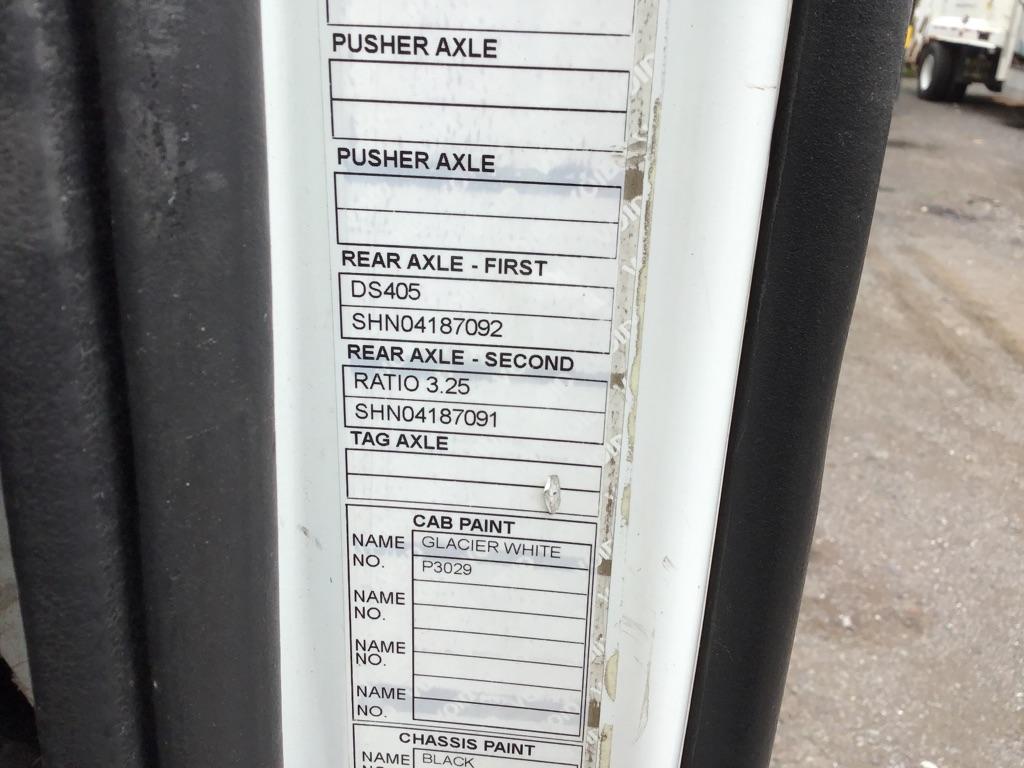 PUSHER AXLE
PUSHER AXLE
REAR AXLE - FIRST
DS405
SHN04187092
REAR AXLE - SECOND
RATIO 3.25
SHN04187091
TAG AXLE
CAB PAINT
NAME GLACIER WHITE
NO. P3029
NAME
NO.
NAME
NO.
NAME
NO.
CHASSIS PAINT
NAME BLACK